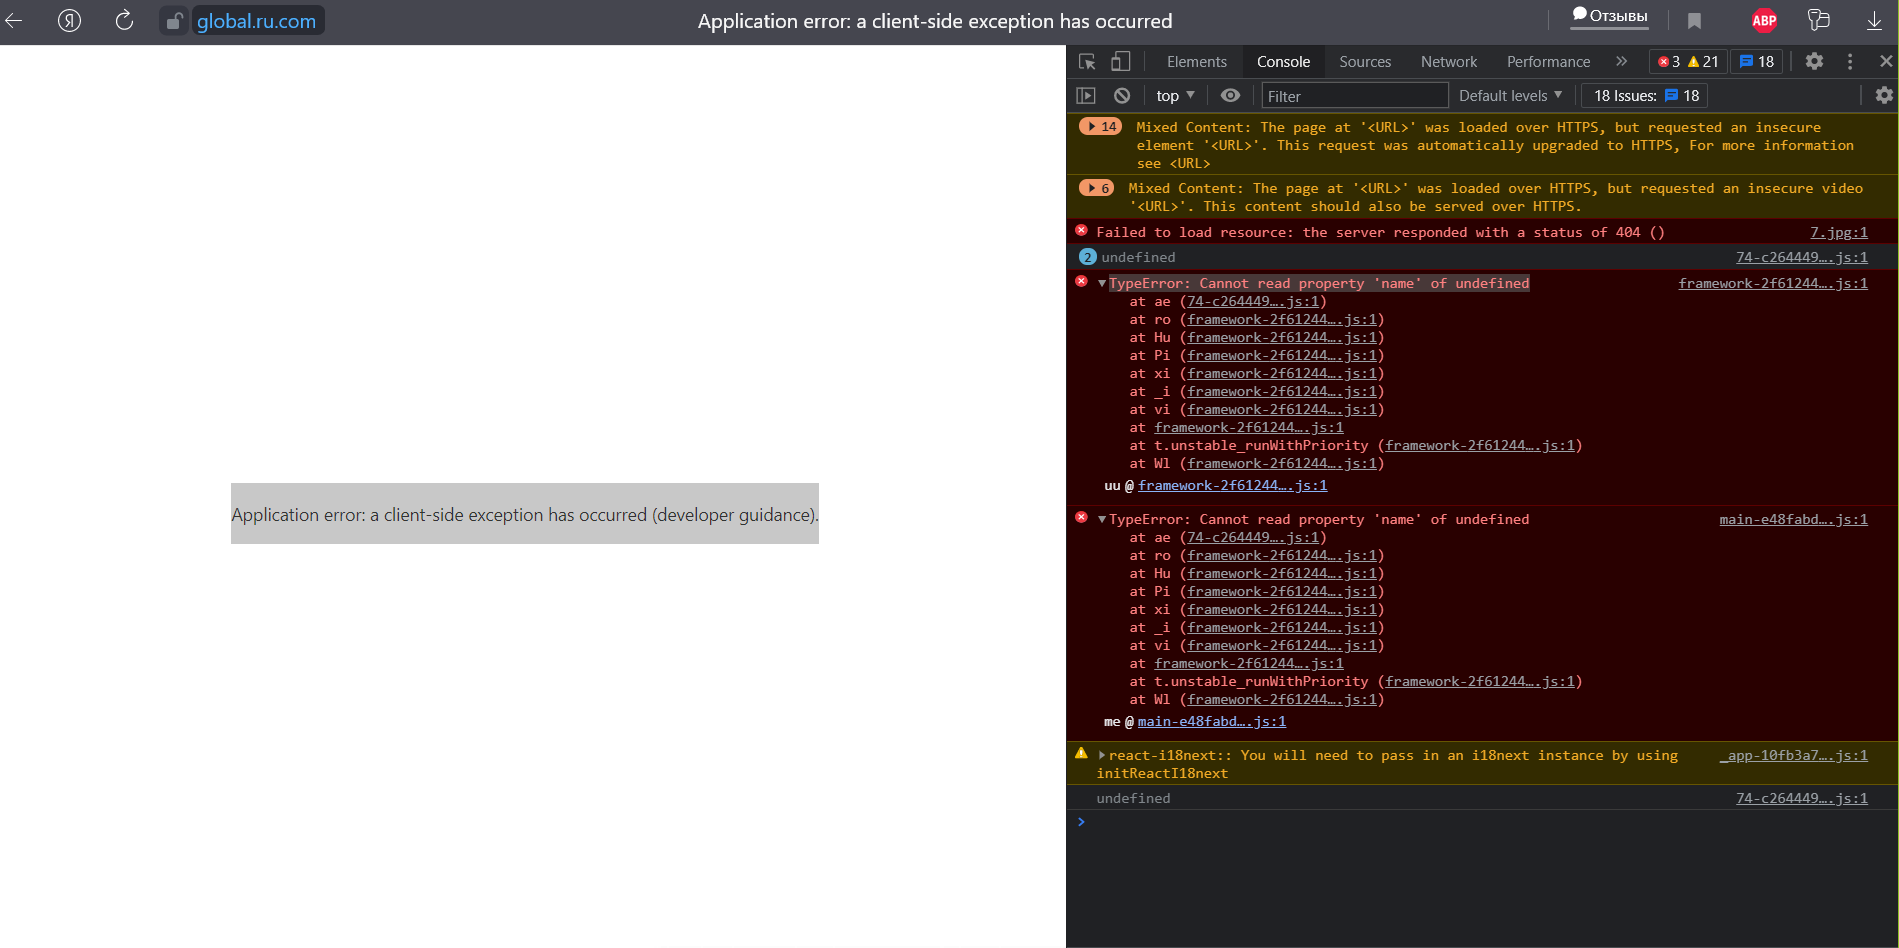 Я
global.ru.com
Application error: a client-side exception has occurred
Отзывы
ABP
Application error: a client-side exception has occurred (developer guidance).
Elements
Console
Sources
Network
Performance
»
3
21
18
top
Filter
Default levels
18 Issues:
18
14
Mixed Content: The page at '<URL>' was loaded over HTTPS, but requested an insecure
element '<URL>'. This request was automatically upgraded to HTTPS, For more information
see <URL>
6
Mixed Content: The page at '<URL>' was loaded over HTTPS, but requested an insecure video
'<URL>'. This content should also be served over HTTPS.
Failed to load resource: the server responded with a status of 404 () 7.jpg:1
2 undefined 74-c264449….js:1
TypeError: Cannot read property 'name' of undefined framework-2f61244….js:1
at ae (74-c264449….js:1)
at ro (framework-2f61244….js:1)
at Hu (framework-2f61244….js:1)
at Pi (framework-2f61244….js:1)
at xi (framework-2f61244….js:1)
at _i (framework-2f61244….js:1)
at vi (framework-2f61244….js:1)
at framework-2f61244….js:1
at t.unstable_runWithPriority (framework-2f61244….js:1)
at Wl (framework-2f61244….js:1)
uu @ framework-2f61244….js:1
TypeError: Cannot read property 'name' of undefined main-e48fabd….js:1
at ae (74-c264449….js:1)
at ro (framework-2f61244….js:1)
at Hu (framework-2f61244….js:1)
at Pi (framework-2f61244….js:1)
at xi (framework-2f61244….js:1)
at _i (framework-2f61244….js:1)
at vi (framework-2f61244….js:1)
at framework-2f61244….js:1
at t.unstable_runWithPriority (framework-2f61244….js:1)
at Wl (framework-2f61244….js:1)
me @ main-e48fabd….js:1
react-i18next:: You will need to pass in an i18next instance by using _app-10fb3a7….js:1
initReactI18next
undefined 74-c264449….js:1